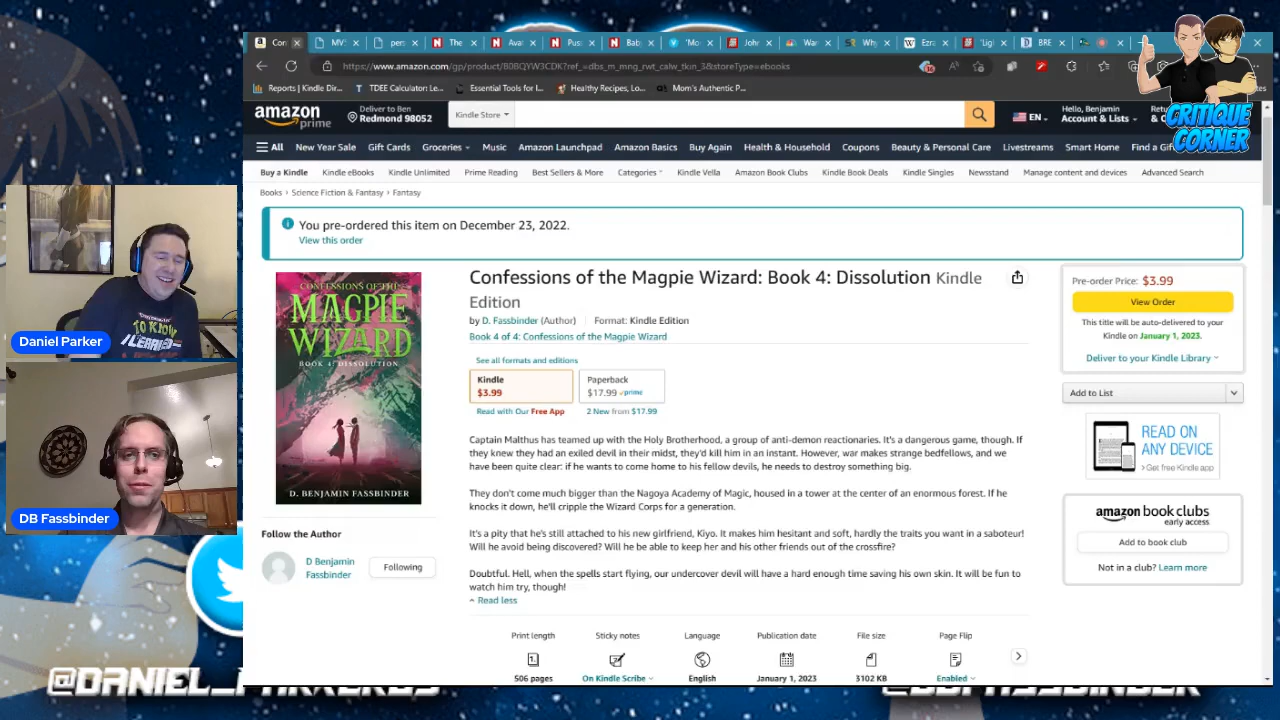 Con
MV:
pers
The
Avat
Pus
Bab
'Mo
John
War
Why
Ezra
'Ligl
BRE
https://www.amazon.com/gp/product/B0BQYW3CDK?ref_=dbs_m_mng_rwt_calw_tkin_3&storeType=ebooks
Reports | Kindle Dir...
TDEE Calculator: Le...
Essential Tools for I...
Healthy Recipes, Lo...
Mom's Authentic P...
CRITIQUE
CORNER
amazon
prime
Deliver to Ben
Redmond 98052
Kindle Store
EN
Hello, Benjamin
Account & Lists
All
New Year Sale
Gift Cards
Groceries
Music
Amazon Launchpad
Amazon Basics
Buy Again
Health & Household
Coupons
Beauty & Personal Care
Livestreams
Smart Home
Find a Gif
Buy a Kindle
Kindle eBooks
Kindle Unlimited
Prime Reading
Best Sellers & More
Categories
Kindle Vella
Amazon Book Clubs
Kindle Book Deals
Kindle Singles
Newsstand
Manage content and devices
Advanced Search
Books › Science Fiction & Fantasy › Fantasy
You pre-ordered this item on December 23, 2022.
View this order
CONFESSIONS OF THE
MAGPIE
WIZARD
BOOK 4: DISSOLUTION
D. BENJAMIN FASSBINDER
Confessions of the Magpie Wizard: Book 4: Dissolution Kindle
Edition
by D. Fassbinder (Author)
Format: Kindle Edition
Book 4 of 4: Confessions of the Magpie Wizard
See all formats and editions
Kindle
$3.99
Paperback
$17.99 prime
Read with Our Free App
2 New from $17.99
Captain Malthus has teamed up with the Holy Brotherhood, a group of anti-demon reactionaries. It's a dangerous game, though. If
they knew they had an exiled devil in their midst, they'd kill him in an instant. However, war makes strange bedfellows, and we
have been quite clear: if he wants to come home to his fellow devils, he needs to destroy something big.
They don't come much bigger than the Nagoya Academy of Magic, housed in a tower at the center of an enormous forest. If he
knocks it down, he'll cripple the Wizard Corps for a generation.
It's a pity that he's still attached to his new girlfriend, Kiyo. It makes him hesitant and soft, hardly the traits you want in a saboteur!
Will he avoid being discovered? Will he be able to keep her and his other friends out of the crossfire?
Doubtful. Hell, when the spells start flying, our undercover devil will have a hard enough time saving his own skin. It will be fun to
watch him try, though!
Read less
Print length
Sticky notes
Language
Publication date
File size
Page Flip
506 pages
On Kindle Scribe
English
January 1, 2023
3102 KB
Enabled
Pre-order Price: $3.99
View Order
This title will be auto-delivered to your
Kindle on January 1, 2023.
Deliver to your Kindle Library
Add to List
READ ON
ANY DEVICE
Get free Kindle app
amazon book clubs
early access
Add to book club
Not in a club? Learn more
Follow the Author
D Benjamin
Fassbinder
Following
TO KNOW
Daniel Parker
DB Fassbinder